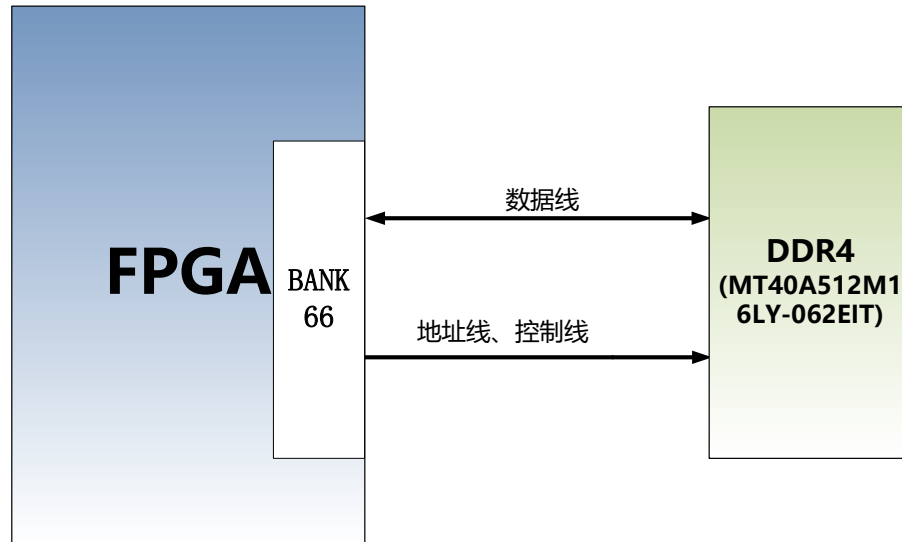 数据线
FPGA
BANK
66
DDR4
(MT40A512M1
6LY-062EIT)
地址线、控制线